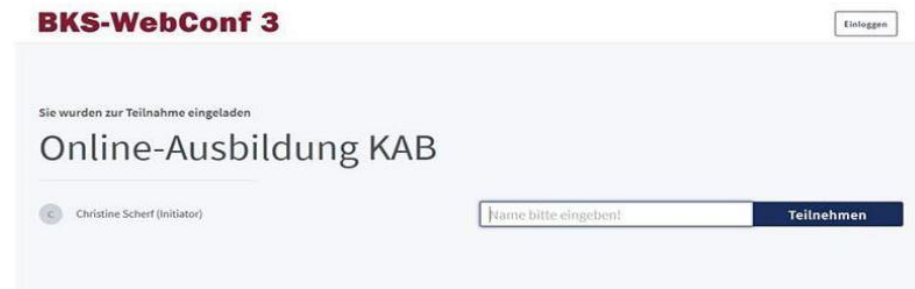 BKS-WebConf 3
Einloggen
Sie wurden zur Teilnahme eingeladen
Online-Ausbildung KAB
C Christine Scherf (Initiator)
Name bitte eingeben! Teilnehmen